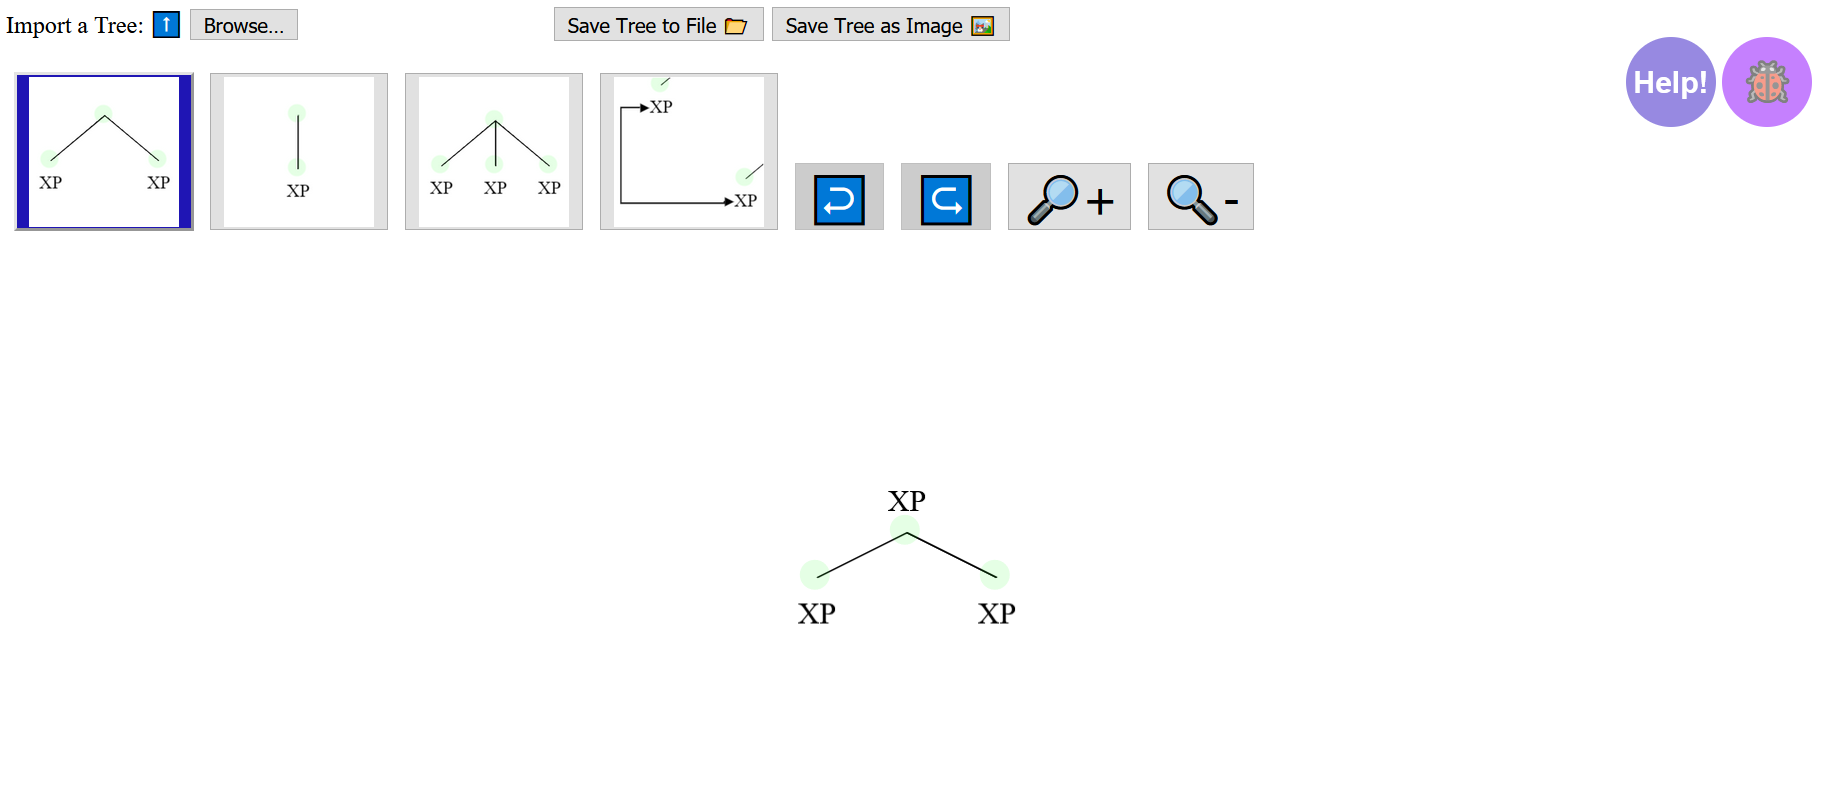 Import a Tree: Browse... Save Tree to File Save Tree as Image
Help!
XP XP
XP
XP XP XP
XP
XP
+
-
XP
XP XP